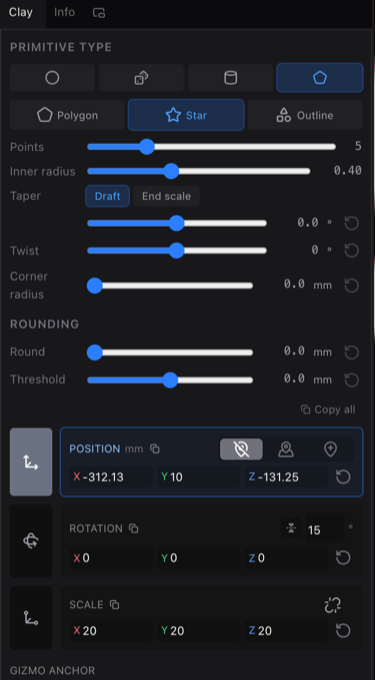 Clay Info
PRIMITIVE TYPE
Polygon Star Outline
Points 5
Inner radius 0.40
Taper Draft End scale
0.0 °
Twist 0 °
Corner
radius 0.0 mm
ROUNDING
Round 0.0 mm
Threshold 0.0 mm
Copy all
POSITION mm
X -312.13 Y 10 Z -131.25
ROTATION 15 °
X 0 Y 0 Z 0
SCALE
X 20 Y 20 Z 20
GIZMO ANCHOR